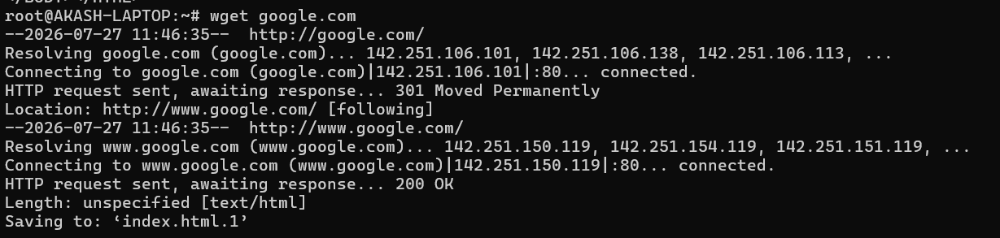 </BODY></HTML>
root@AKASH-LAPTOP:~# wget google.com
--2026-07-27 11:46:35--  http://google.com/
Resolving google.com (google.com)... 142.251.106.101, 142.251.106.138, 142.251.106.113, ...
Connecting to google.com (google.com)|142.251.106.101|:80... connected.
HTTP request sent, awaiting response... 301 Moved Permanently
Location: http://www.google.com/ [following]
--2026-07-27 11:46:35--  http://www.google.com/
Resolving www.google.com (www.google.com)... 142.251.150.119, 142.251.154.119, 142.251.151.119, ...
Connecting to www.google.com (www.google.com)|142.251.150.119|:80... connected.
HTTP request sent, awaiting response... 200 OK
Length: unspecified [text/html]
Saving to: ‘index.html.1’